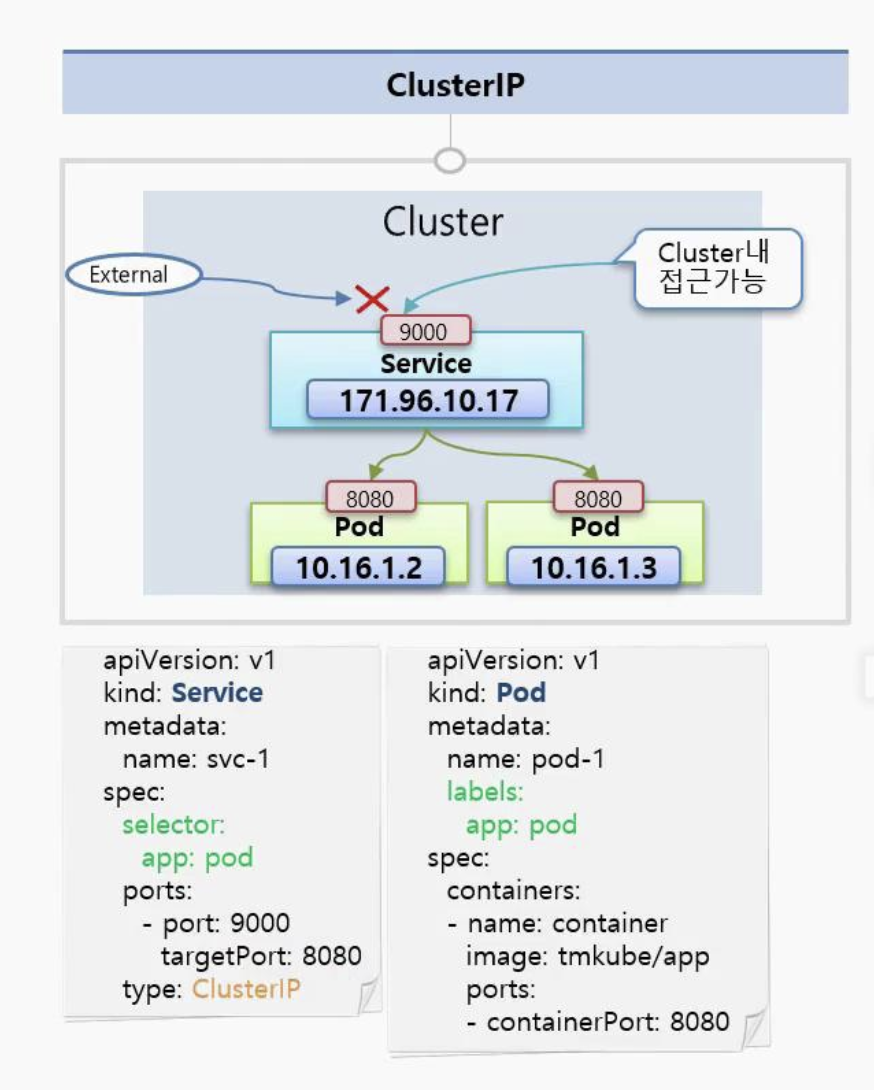 ClusterIP
Cluster
External
Cluster내
접근가능
9000
Service
171.96.10.17
8080
Pod
10.16.1.2
8080
Pod
10.16.1.3
apiVersion: v1
kind: Service
metadata:
  name: svc-1
spec:
  selector:
    app: pod
  ports:
    - port: 9000
      targetPort: 8080
  type: ClusterIP
apiVersion: v1
kind: Pod
metadata:
  name: pod-1
  labels:
    app: pod
spec:
  containers:
  - name: container
    image: tmkube/app
    ports:
    - containerPort: 8080